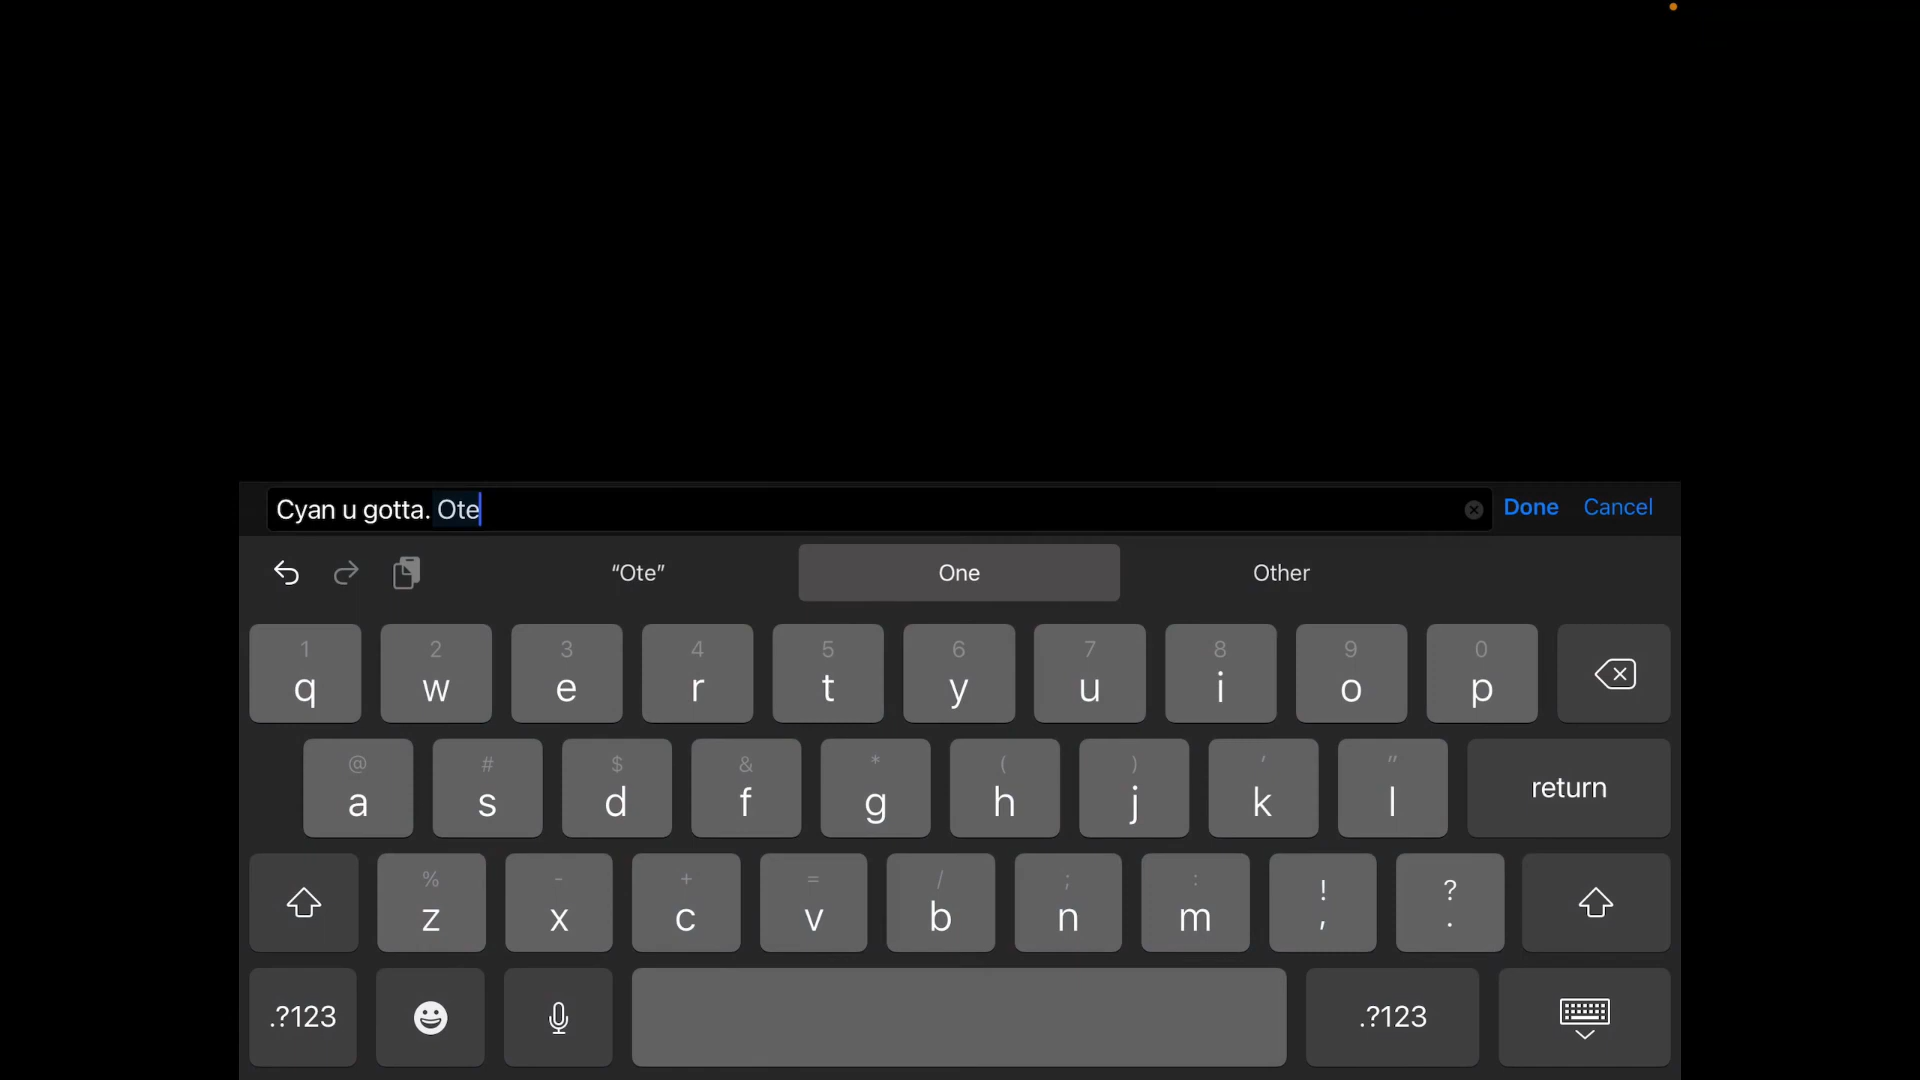 Cyan u gotta. Ote
Done Cancel
“Ote” One Other
1 2 3 4 5 6 7 8 9 0
q w e r t y u i o p
@ # $ & * ( ) ' "
a s d f g h j k l return
% - + = / ; : ! ?
z x c v b n m , .
.?123 .?123